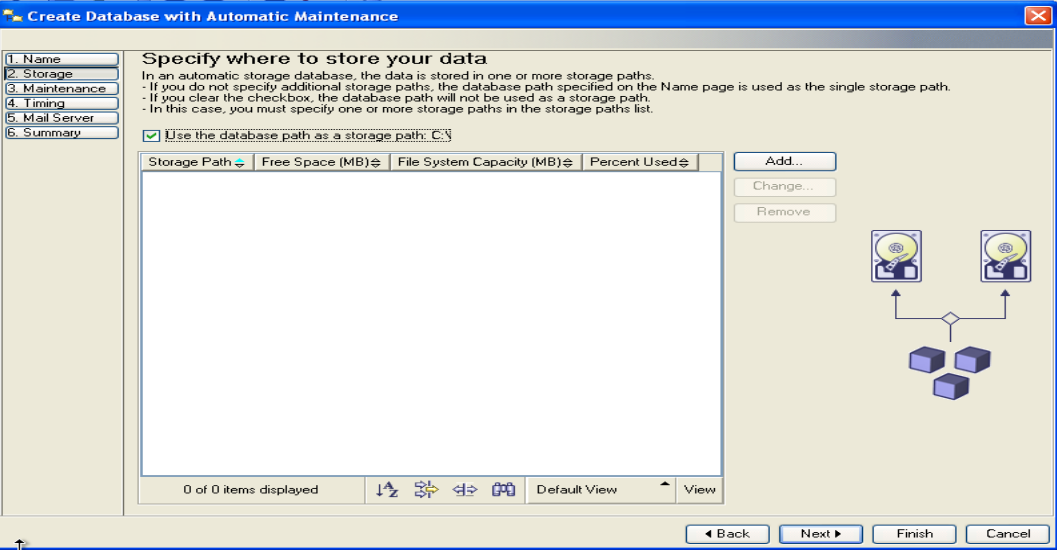 Create Database with Automatic Maintenance
1. Name
2. Storage
3. Maintenance
4. Timing
5. Mail Server
6. Summary
Specify where to store your data
In an automatic storage database, the data is stored in one or more storage paths.
- If you do not specify additional storage paths, the database path specified on the Name page is used as the single storage path.
- If you clear the checkbox, the database path will not be used as a storage path.
- In this case, you must specify one or more storage paths in the storage paths list.
Use the database path as a storage path: C:\
Storage Path Free Space (MB) File System Capacity (MB) Percent Used
Add...
Change...
Remove
0 of 0 items displayed Default View View
Back Next Finish Cancel